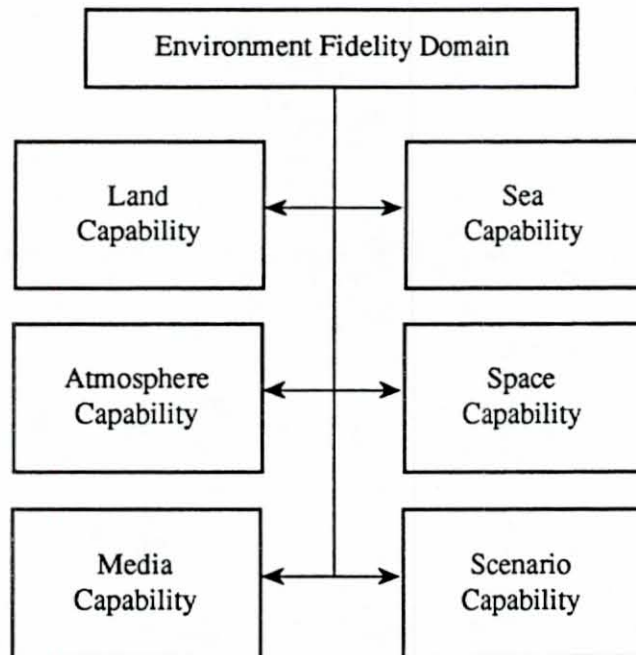 Environment Fidelity Domain
Land
Capability
Sea
Capability
Atmosphere
Capability
Space
Capability
Media
Capability
Scenario
Capability